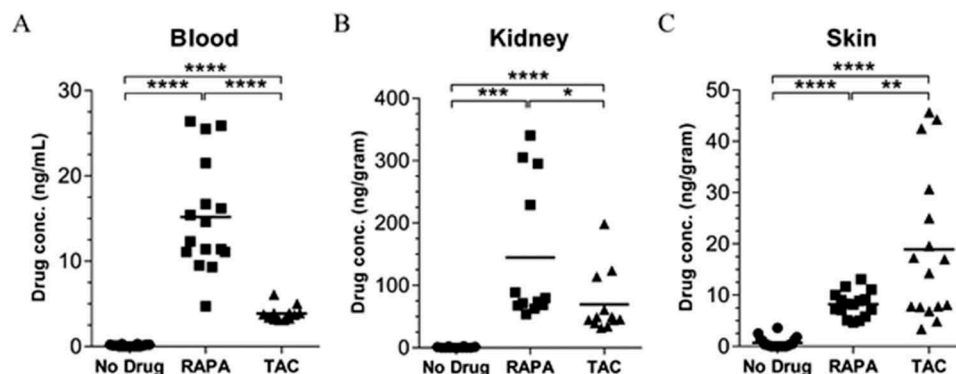 A
Blood
****
**** ****
Drug conc. (ng/mL)
30
20
10
0
No Drug RAPA TAC
B
Kidney
****
*** *
Drug conc. (ng/gram)
400
300
200
100
0
No Drug RAPA TAC
C
Skin
****
**** **
Drug conc. (ng/gram)
50
40
30
20
10
0
No Drug RAPA TAC